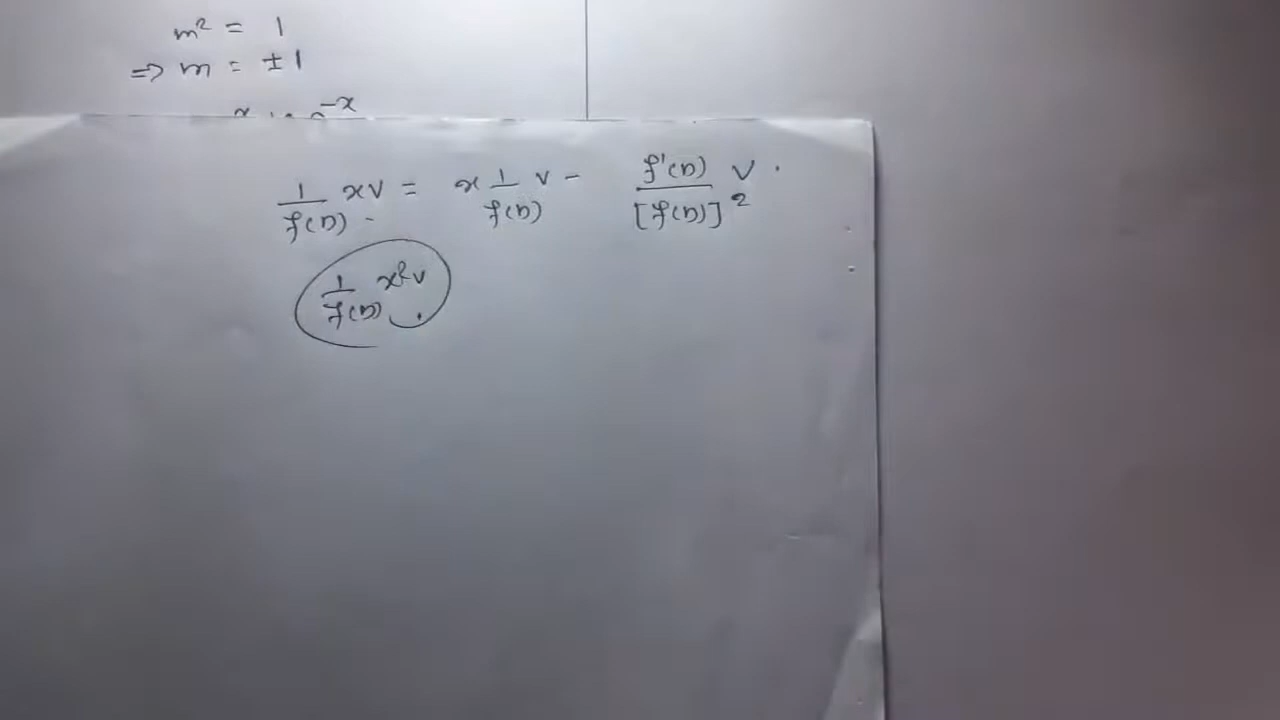 m² = 1
⇒ m = ±1
-x
1/f(D) xV = x 1/f(D) V - f'(D)/[f(D)]² V.
1/f(D) x²V